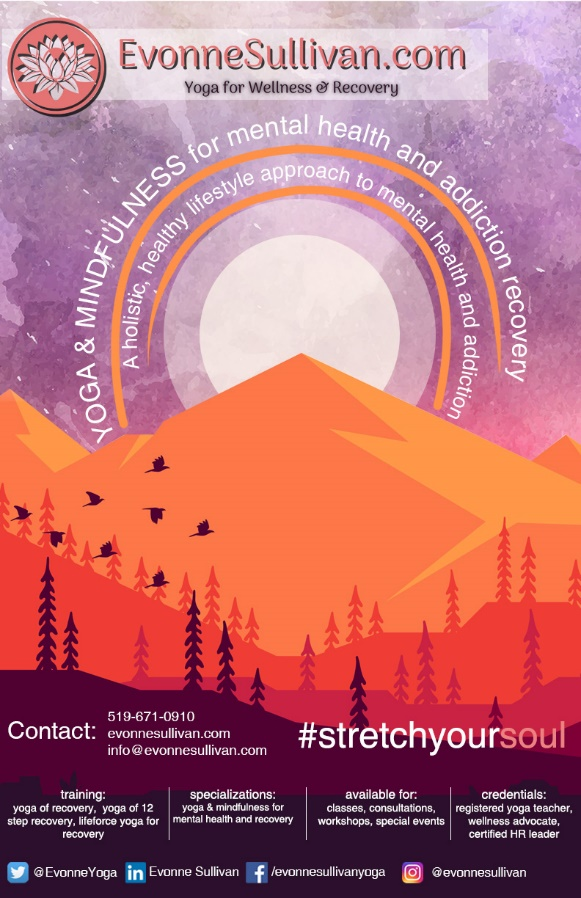 EvonneSullivan.com
Yoga for Wellness & Recovery
YOGA & MINDFULNESS for mental health and addiction recovery
A holistic, healthy lifestyle approach to mental health and addiction
Contact:
519-671-0910
evonnesullivan.com
info@evonnesullivan.com
#stretchyoursoul
training:
yoga of recovery, yoga of 12
step recovery, lifeforce yoga for
recovery
specializations:
yoga & mindfulness for
mental health and recovery
available for:
classes, consultations,
workshops, special events
credentials:
registered yoga teacher,
wellness advocate,
certified HR leader
@EvonneYoga
Evonne Sullivan
/evonnesullivanyoga
@evonnesullivan